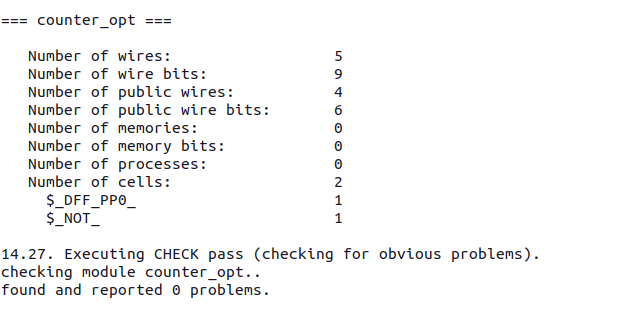 === counter_opt ===
Number of wires: 5
Number of wire bits: 9
Number of public wires: 4
Number of public wire bits: 6
Number of memories: 0
Number of memory bits: 0
Number of processes: 0
Number of cells: 2
$_DFF_PP0_ 1
$_NOT_ 1
14.27. Executing CHECK pass (checking for obvious problems).
checking module counter_opt..
found and reported 0 problems.